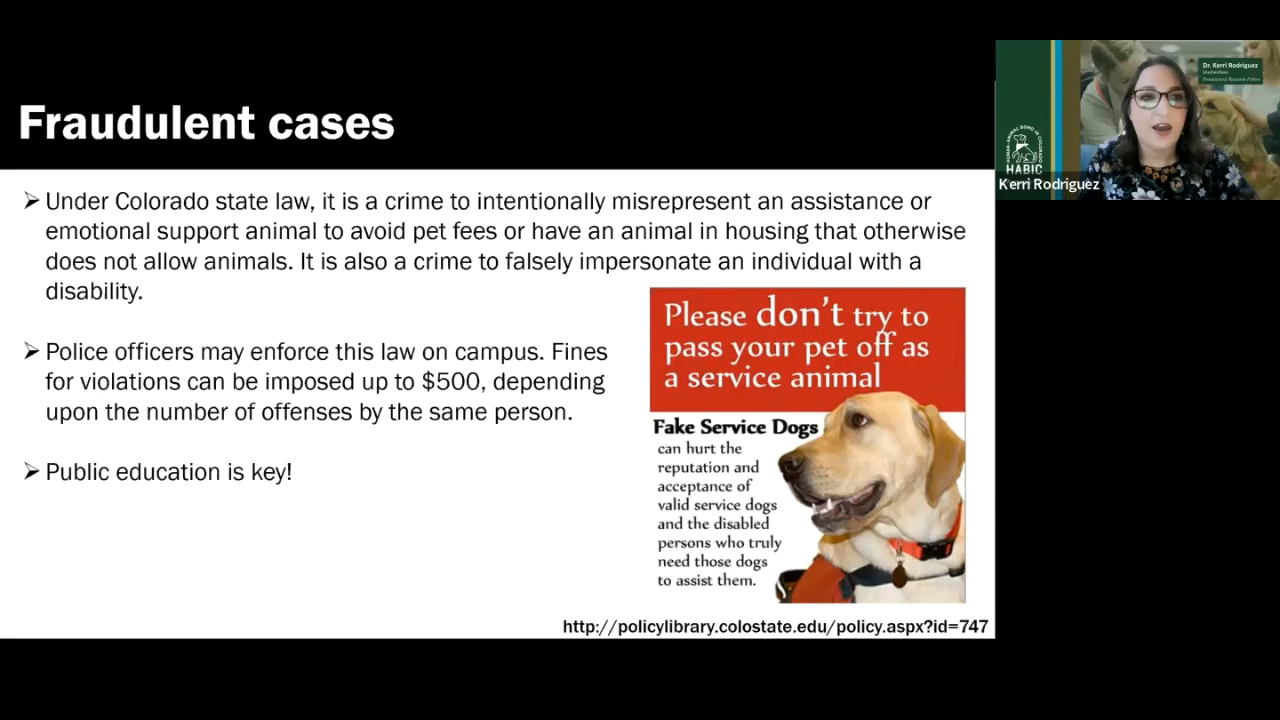 Fraudulent cases
Under Colorado state law, it is a crime to intentionally misrepresent an assistance or
emotional support animal to avoid pet fees or have an animal in housing that otherwise
does not allow animals. It is also a crime to falsely impersonate an individual with a
disability.
Police officers may enforce this law on campus. Fines
for violations can be imposed up to $500, depending
upon the number of offenses by the same person.
Public education is key!
Please don't try to
pass your pet off as
a service animal
Fake Service Dogs
can hurt the
reputation and
acceptance of
valid service dogs
and the disabled
persons who truly
need those dogs
to assist them.
http://policylibrary.colostate.edu/policy.aspx?id=747
Dr. Kerri Rodriguez
HUMAN-ANIMAL BOND IN COLORADO
HABIC
Kerri Rodriguez